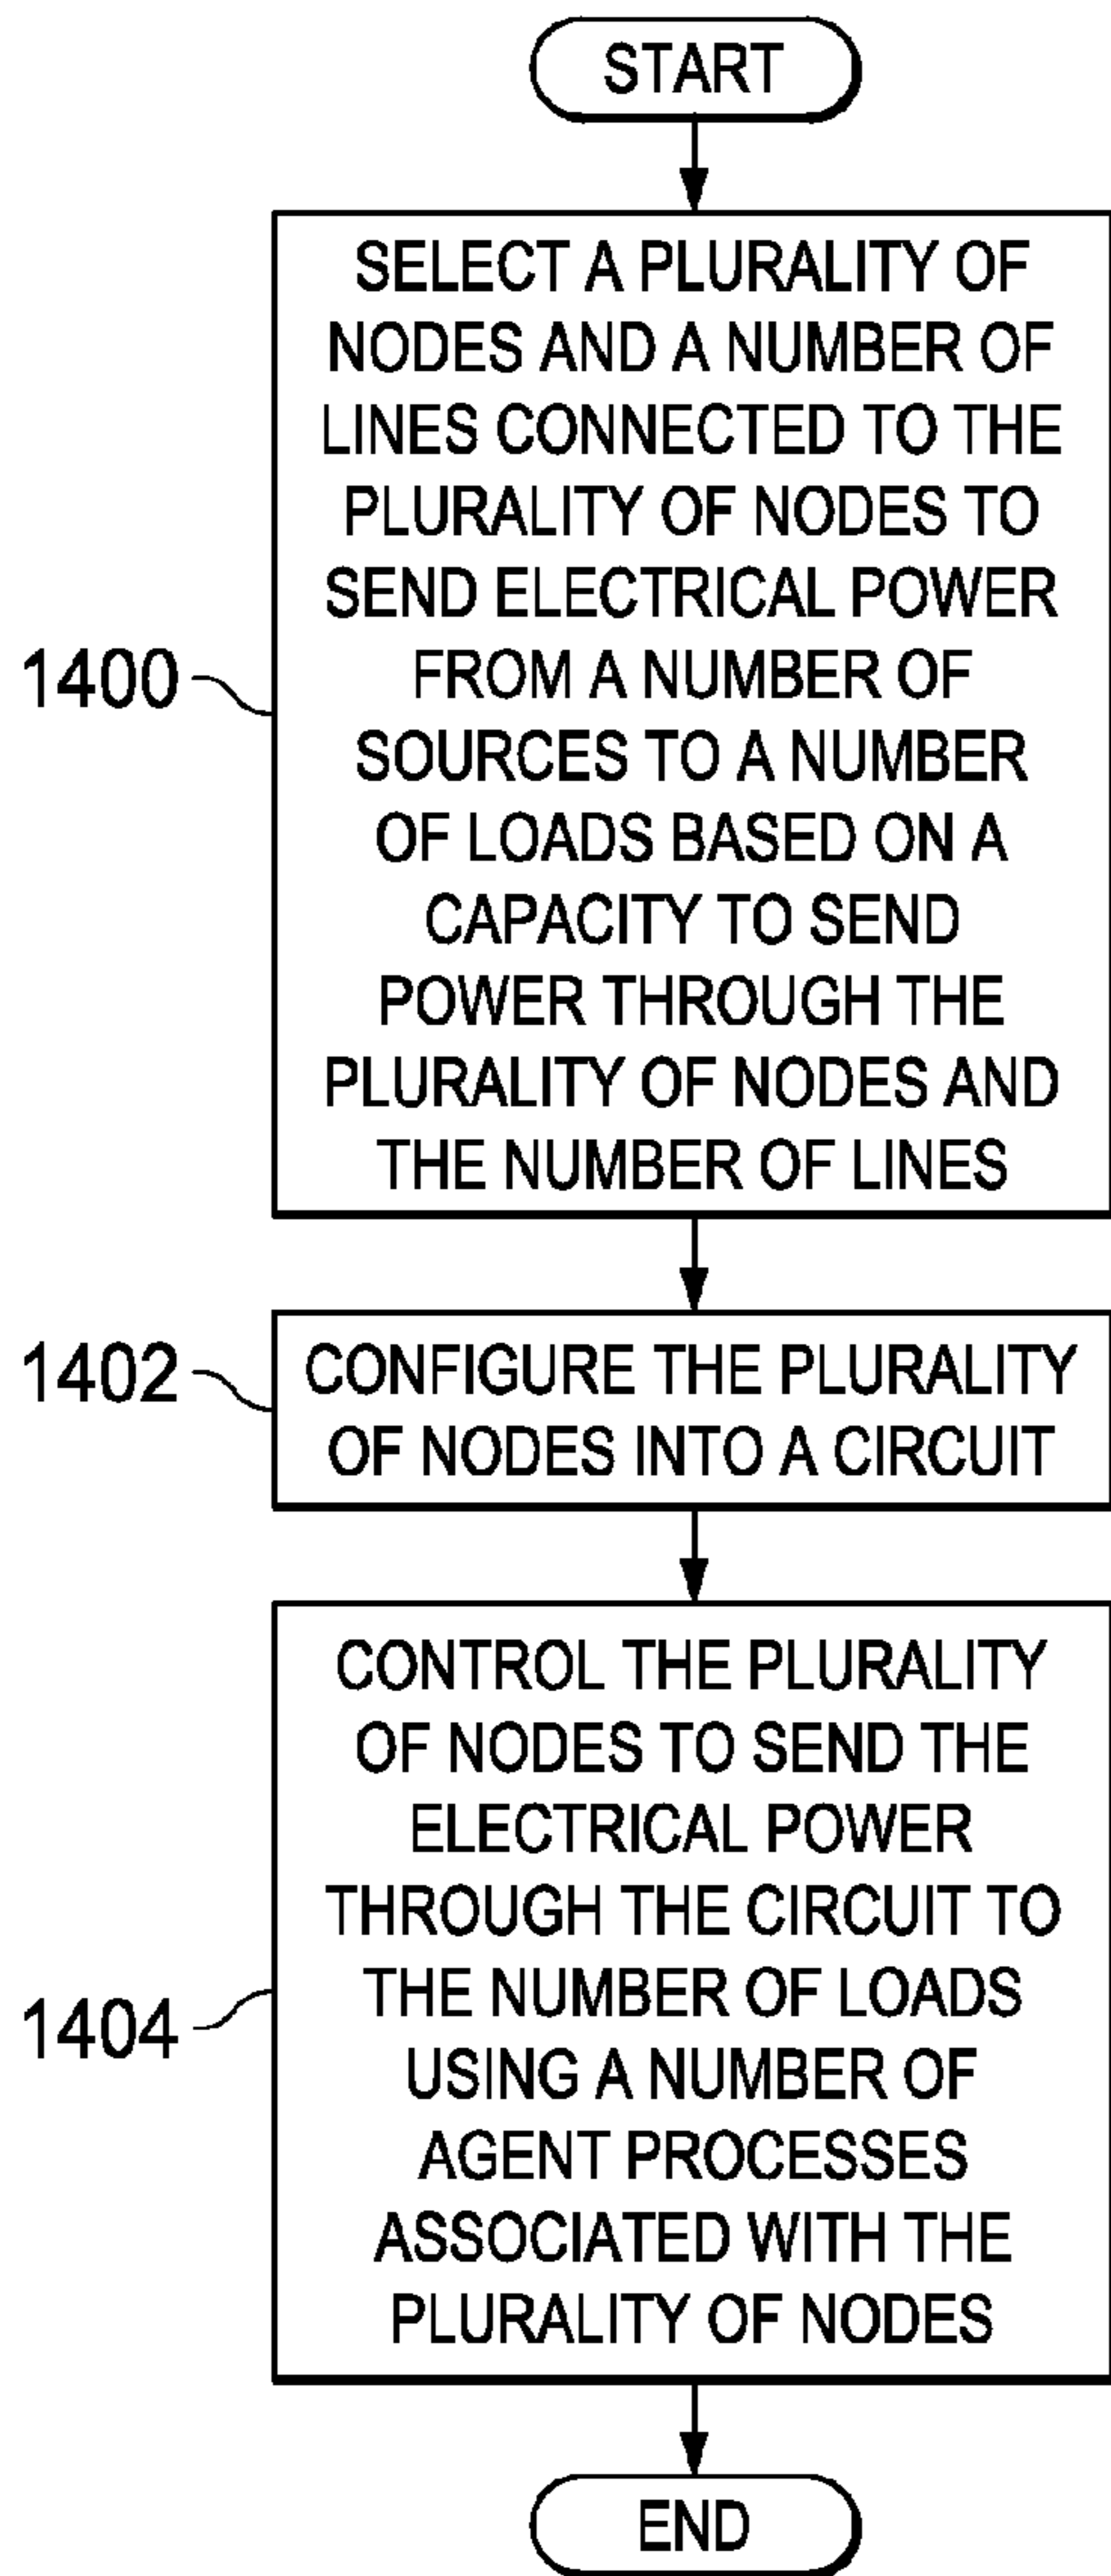 START
SELECT A PLURALITY OF
NODES AND A NUMBER OF
LINES CONNECTED TO THE
PLURALITY OF NODES TO
SEND ELECTRICAL POWER
FROM A NUMBER OF
SOURCES TO A NUMBER
OF LOADS BASED ON A
CAPACITY TO SEND
POWER THROUGH THE
PLURALITY OF NODES AND
THE NUMBER OF LINES
1400
CONFIGURE THE PLURALITY
OF NODES INTO A CIRCUIT
1402
CONTROL THE PLURALITY
OF NODES TO SEND THE
ELECTRICAL POWER
THROUGH THE CIRCUIT TO
THE NUMBER OF LOADS
USING A NUMBER OF
AGENT PROCESSES
ASSOCIATED WITH THE
PLURALITY OF NODES
1404
END